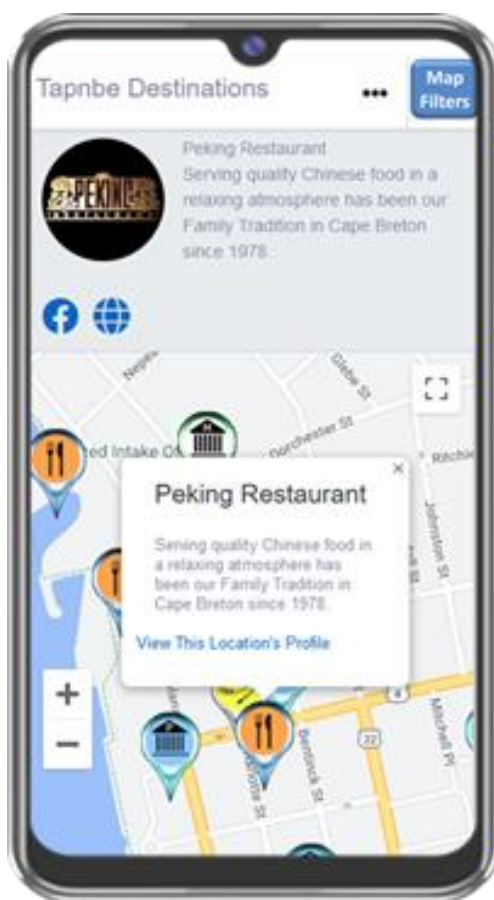 Tapnbe Destinations
Map
Filters
Peking Restaurant
Serving quality Chinese food in a
relaxing atmosphere has been our
Family Tradition in Cape Breton
since 1978.
PEKING
RESTAURANT
Glebe St
Dorchester St
Ritchie
ed Intake
Johnston St
×
Peking Restaurant
Serving quality Chinese food in
a relaxing atmosphere has
been our Family Tradition in
Cape Breton since 1978.
View This Location's Profile
+
−
4
22
Mitchell Pl
Bentinck St